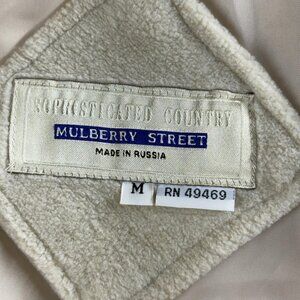 SOPHISTICATED COUNTRY
MULBERRY STREET
MADE IN RUSSIA
M
RN 49469